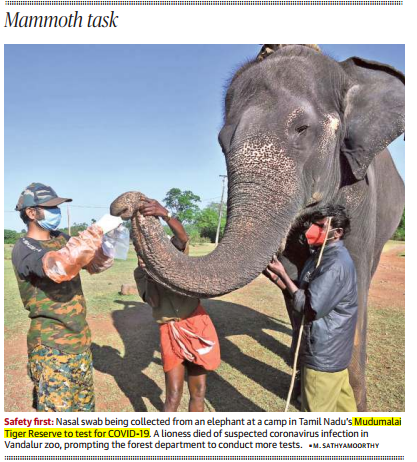 Mammoth task
Safety first: Nasal swab being collected from an elephant at a camp in Tamil Nadu's Mudumalai
Tiger Reserve to test for COVID-19. A lioness died of suspected coronavirus infection in
Vandalur zoo, prompting the forest department to conduct more tests. •M. SATHYAMOORTHY